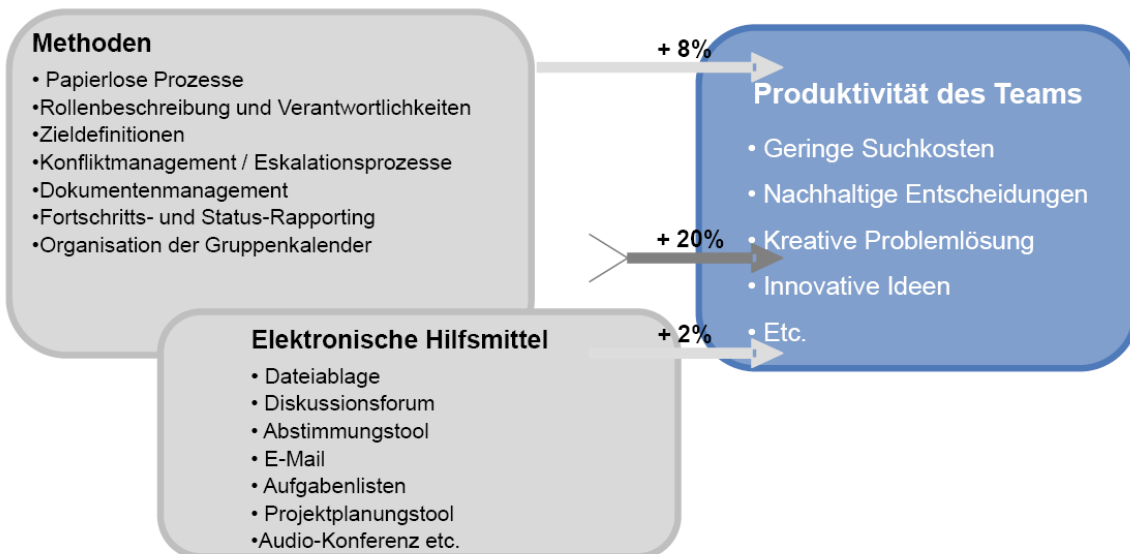 Methoden
• Papierlose Prozesse
•Rollenbeschreibung und Verantwortlichkeiten
•Zieldefinitionen
•Konfliktmanagement / Eskalationsprozesse
•Dokumentenmanagement
•Fortschritts- und Status-Rapporting
•Organisation der Gruppenkalender
Elektronische Hilfsmittel
• Dateiablage
• Diskussionsforum
• Abstimmungstool
• E-Mail
• Aufgabenlisten
• Projektplanungstool
•Audio-Konferenz etc.
+ 8%
+ 20%
+ 2%
Produktivität des Teams
• Geringe Suchkosten
• Nachhaltige Entscheidungen
• Kreative Problemlösung
• Innovative Ideen
• Etc.